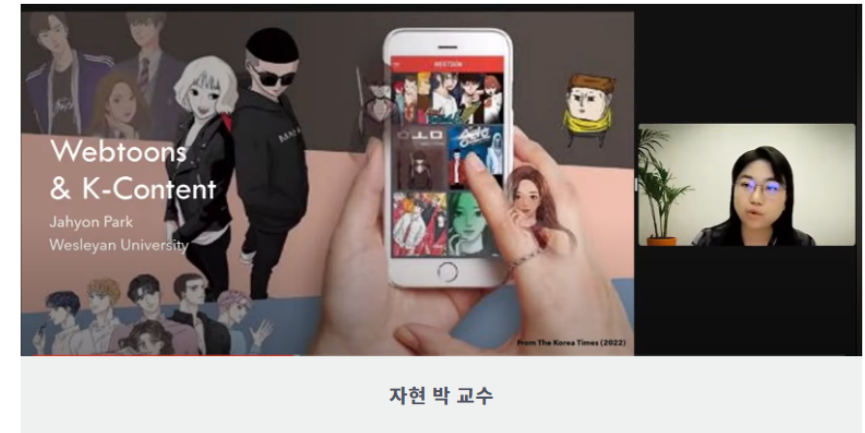 Webtoons
& K-Content
Jahyon Park
Wesleyan University
WEBTOON
From The Korea Times (2022)
자현 박 교수